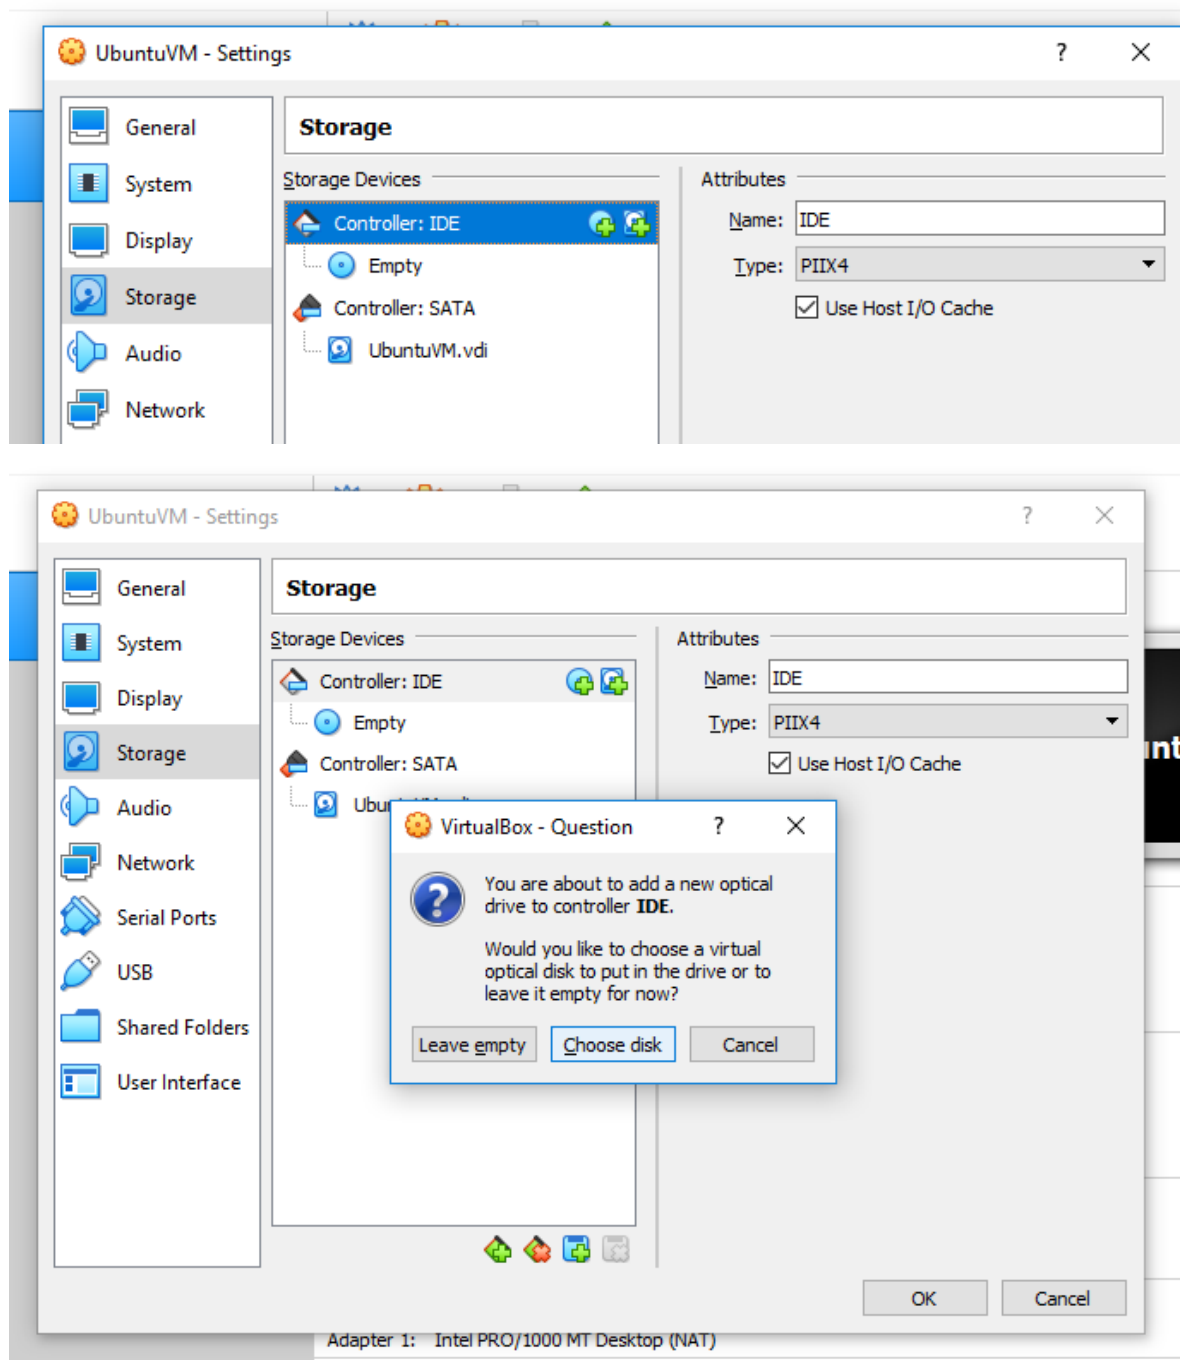 UbuntuVM - Settings
?
General
System
Display
Storage
Audio
Network
Storage
Storage Devices
Controller: IDE
Empty
Controller: SATA
UbuntuVM.vdi
Attributes
Name: IDE
Type: PIIX4
Use Host I/O Cache
UbuntuVM - Settings
?
General
System
Display
Storage
Audio
Network
Serial Ports
USB
Shared Folders
User Interface
Storage
Storage Devices
Controller: IDE
Empty
Controller: SATA
Attributes
Name: IDE
Type: PIIX4
Use Host I/O Cache
VirtualBox - Question
?
You are about to add a new optical
drive to controller IDE.
Would you like to choose a virtual
optical disk to put in the drive or to
leave it empty for now?
Leave empty
Choose disk
Cancel
OK
Cancel
Adapter 1: Intel PRO/1000 MT Desktop (NAT)